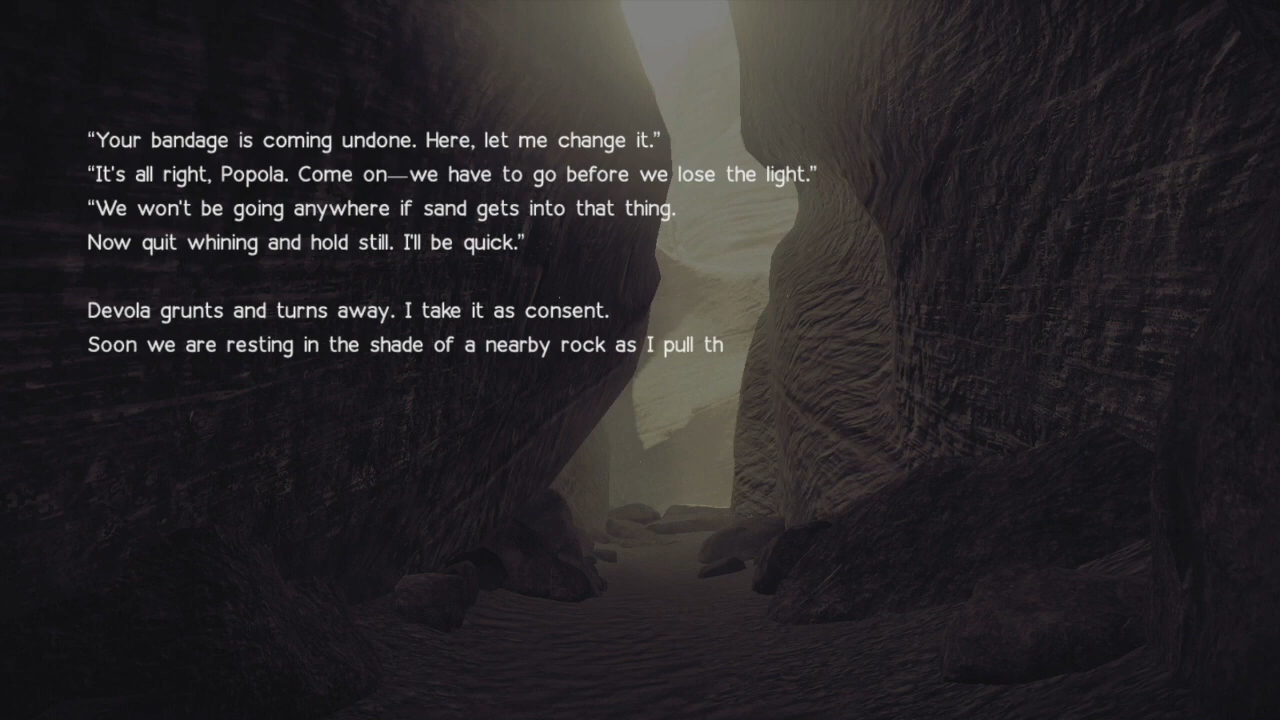 “Your bandage is coming undone. Here, let me change it.”
“It's all right, Popola. Come on—we have to go before we lose the light.”
“We won't be going anywhere if sand gets into that thing.
Now quit whining and hold still. I'll be quick.”
Devola grunts and turns away. I take it as consent.
Soon we are resting in the shade of a nearby rock as I pull th